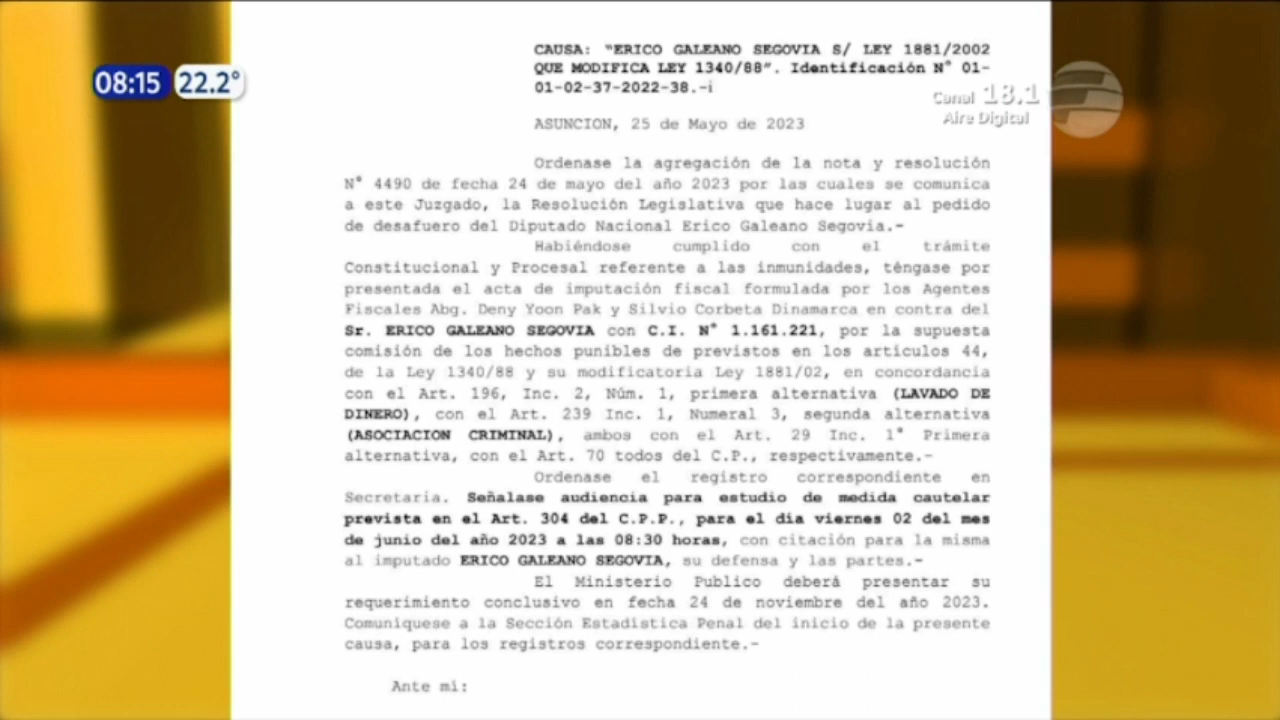 08:15 22.2°
Canal 18.1
Aire Digital
CAUSA: "ERICO GALEANO SEGOVIA S/ LEY 1881/2002
QUE MODIFICA LEY 1340/88". Identificación N° 01-
01-02-37-2022-38.-i
ASUNCION, 25 de Mayo de 2023
Ordenase la agregación de la nota y resolución
N° 4490 de fecha 24 de mayo del año 2023 por las cuales se comunica
a este Juzgado, la Resolución Legislativa que hace lugar al pedido
de desafuero del Diputado Nacional Erico Galeano Segovia.-
Habiéndose cumplido con el trámite
Constitucional y Procesal referente a las inmunidades, téngase por
presentada el acta de imputación fiscal formulada por los Agentes
Fiscales Abg. Deny Yoon Pak y Silvio Corbeta Dinamarca en contra del
Sr. ERICO GALEANO SEGOVIA con C.I. N° 1.161.221, por la supuesta
comisión de los hechos punibles de previstos en los artículos 44,
de la Ley 1340/88 y su modificatoria Ley 1881/02, en concordancia
con el Art. 196, Inc. 2, Núm. 1, primera alternativa (LAVADO DE
DINERO), con el Art. 239 Inc. 1, Numeral 3, segunda alternativa
(ASOCIACION CRIMINAL), ambos con el Art. 29 Inc. 1° Primera
alternativa, con el Art. 70 todos del C.P., respectivamente.-
Ordenase el registro correspondiente en
Secretaria. Señalase audiencia para estudio de medida cautelar
prevista en el Art. 304 del C.P.P., para el día viernes 02 del mes
de junio del año 2023 a las 08:30 horas, con citación para la misma
al imputado ERICO GALEANO SEGOVIA, su defensa y las partes.-
El Ministerio Publico deberá presentar su
requerimiento conclusivo en fecha 24 de noviembre del año 2023.
Comuníquese a la Sección Estadística Penal del inicio de la presente
causa, para los registros correspondiente.-
Ante mí: